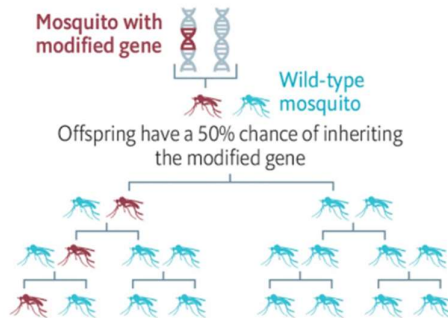 Mosquito with
modified gene
Wild-type
mosquito
Offspring have a 50% chance of inheriting
the modified gene